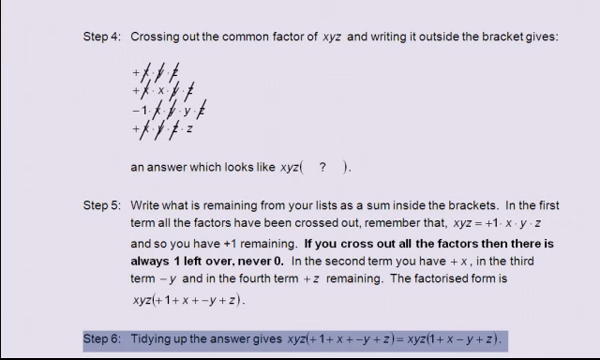 Step 4: Crossing out the common factor of xyz and writing it outside the bracket gives:
+x·y·z
+x·x·y·z
−1·x·y·y·z
+x·y·z·z
an answer which looks like xyz( ? ).
Step 5: Write what is remaining from your lists as a sum inside the brackets. In the first
term all the factors have been crossed out, remember that, xyz = +1· x · y · z
and so you have +1 remaining. If you cross out all the factors then there is
always 1 left over, never 0. In the second term you have + x , in the third
term − y and in the fourth term + z remaining. The factorised form is
xyz(+1+ x + −y + z).
Step 6: Tidying up the answer gives xyz(+1+ x + −y + z)= xyz(1+ x − y + z).